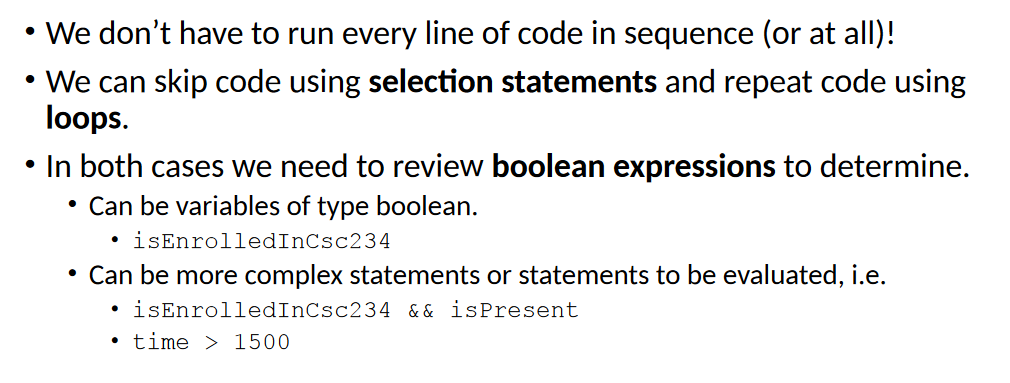 • We don’t have to run every line of code in sequence (or at all)!
• We can skip code using selection statements and repeat code using
loops.
• In both cases we need to review boolean expressions to determine.
• Can be variables of type boolean.
• isEnrolledInCsc234
• Can be more complex statements or statements to be evaluated, i.e.
• isEnrolledInCsc234 && isPresent
• time > 1500